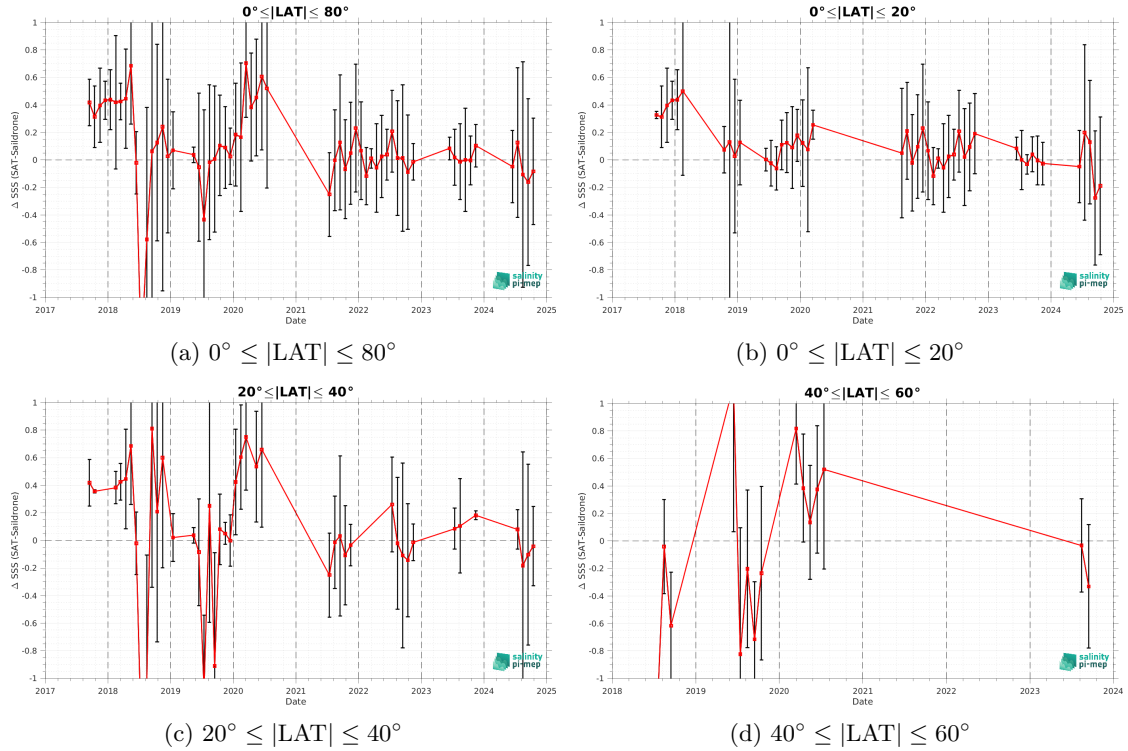 0°≤|LAT|≤ 80°
Δ SSS (SAT-Saildrone)
1
0.8
0.6
0.4
0.2
0
-0.2
-0.4
-0.6
-0.8
-1
2017 2018 2019 2020 2021 2022 2023 2024 2025
Date
salinity
pi-mep
(a) 0° ≤ |LAT| ≤ 80°
0°≤|LAT|≤ 20°
Δ SSS (SAT-Saildrone)
1
0.8
0.6
0.4
0.2
0
-0.2
-0.4
-0.6
-0.8
-1
2017 2018 2019 2020 2021 2022 2023 2024 2025
Date
salinity
pi-mep
(b) 0° ≤ |LAT| ≤ 20°
20°≤|LAT|≤ 40°
Δ SSS (SAT-Saildrone)
1
0.8
0.6
0.4
0.2
0
-0.2
-0.4
-0.6
-0.8
-1
2017 2018 2019 2020 2021 2022 2023 2024 2025
Date
salinity
pi-mep
(c) 20° ≤ |LAT| ≤ 40°
40°≤|LAT|≤ 60°
Δ SSS (SAT-Saildrone)
1
0.8
0.6
0.4
0.2
0
-0.2
-0.4
-0.6
-0.8
-1
2018 2019 2020 2021 2022 2023 2024
Date
salinity
pi-mep
(d) 40° ≤ |LAT| ≤ 60°